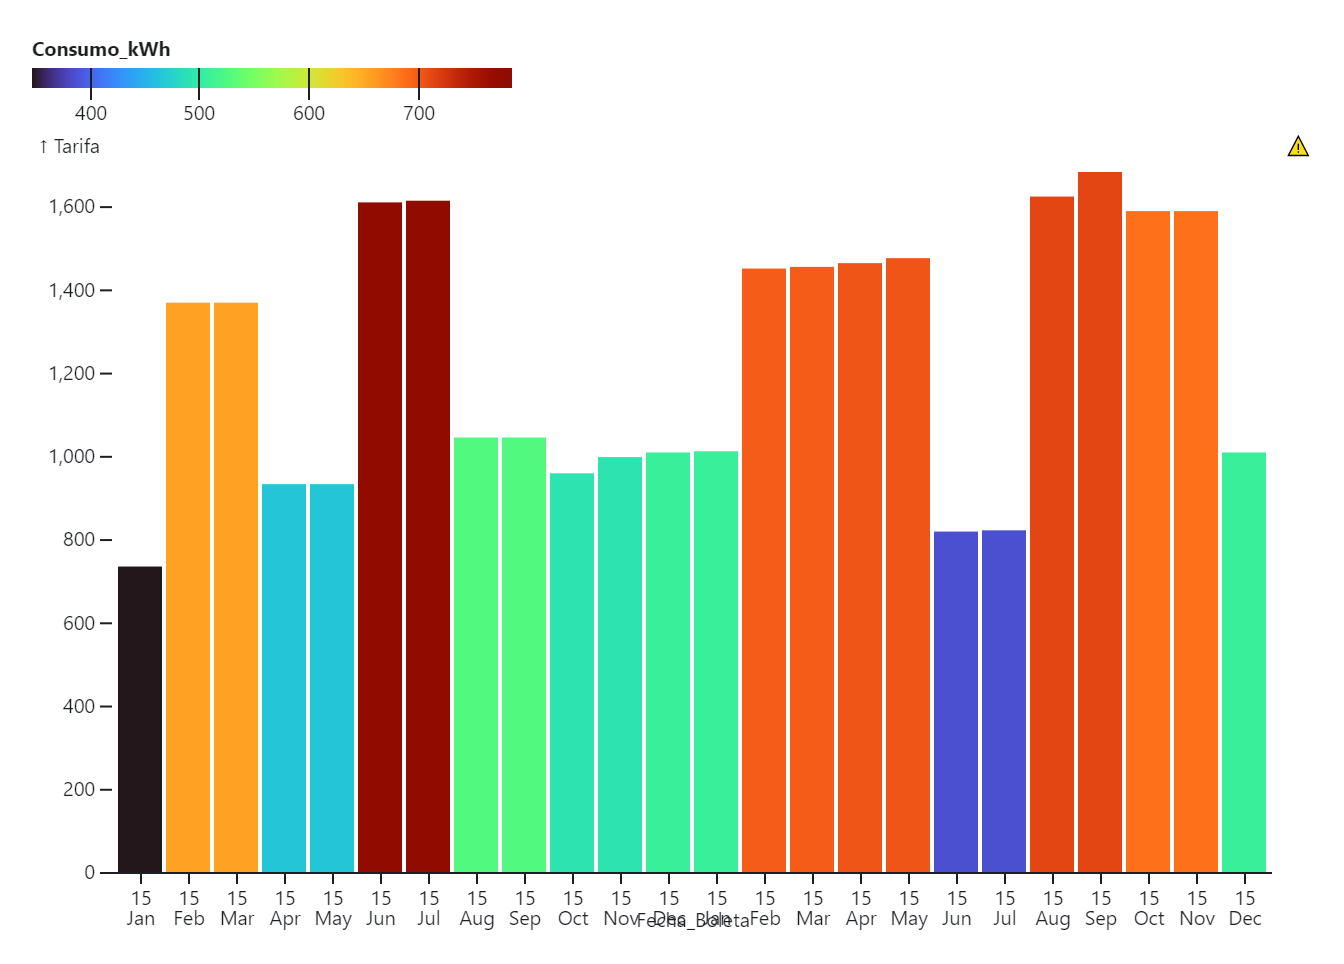 Consumo_kWh
400 500 600 700
↑ Tarifa
1,600
1,400
1,200
1,000
800
600
400
200
0
15 15 15 15 15 15 15 15 15 15 15 15 15 15 15 15 15 15 15 15 15 15 15 15
Jan Feb Mar Apr May Jun Jul Aug Sep Oct Nov Dec Jan Feb Mar Apr May Jun Jul Aug Sep Oct Nov Dec
Fecha_Boleta